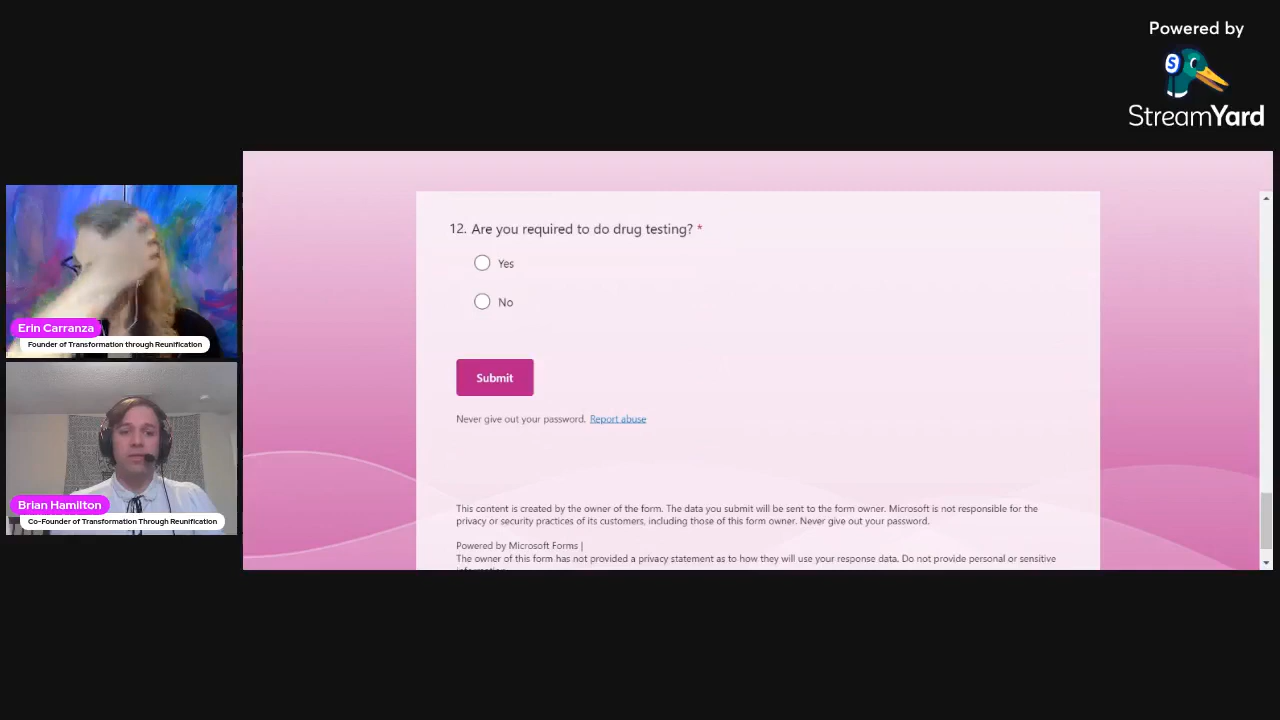 Powered by
S
StreamYard
Erin Carranza
Founder of Transformation through Reunification
Brian Hamilton
Co-Founder of Transformation Through Reunification
12. Are you required to do drug testing? *
Yes
No
Submit
Never give out your password. Report abuse
This content is created by the owner of the form. The data you submit will be sent to the form owner. Microsoft is not responsible for the
privacy or security practices of its customers, including those of this form owner. Never give out your password.
Powered by Microsoft Forms |
The owner of this form has not provided a privacy statement as to how they will use your response data. Do not provide personal or sensitive